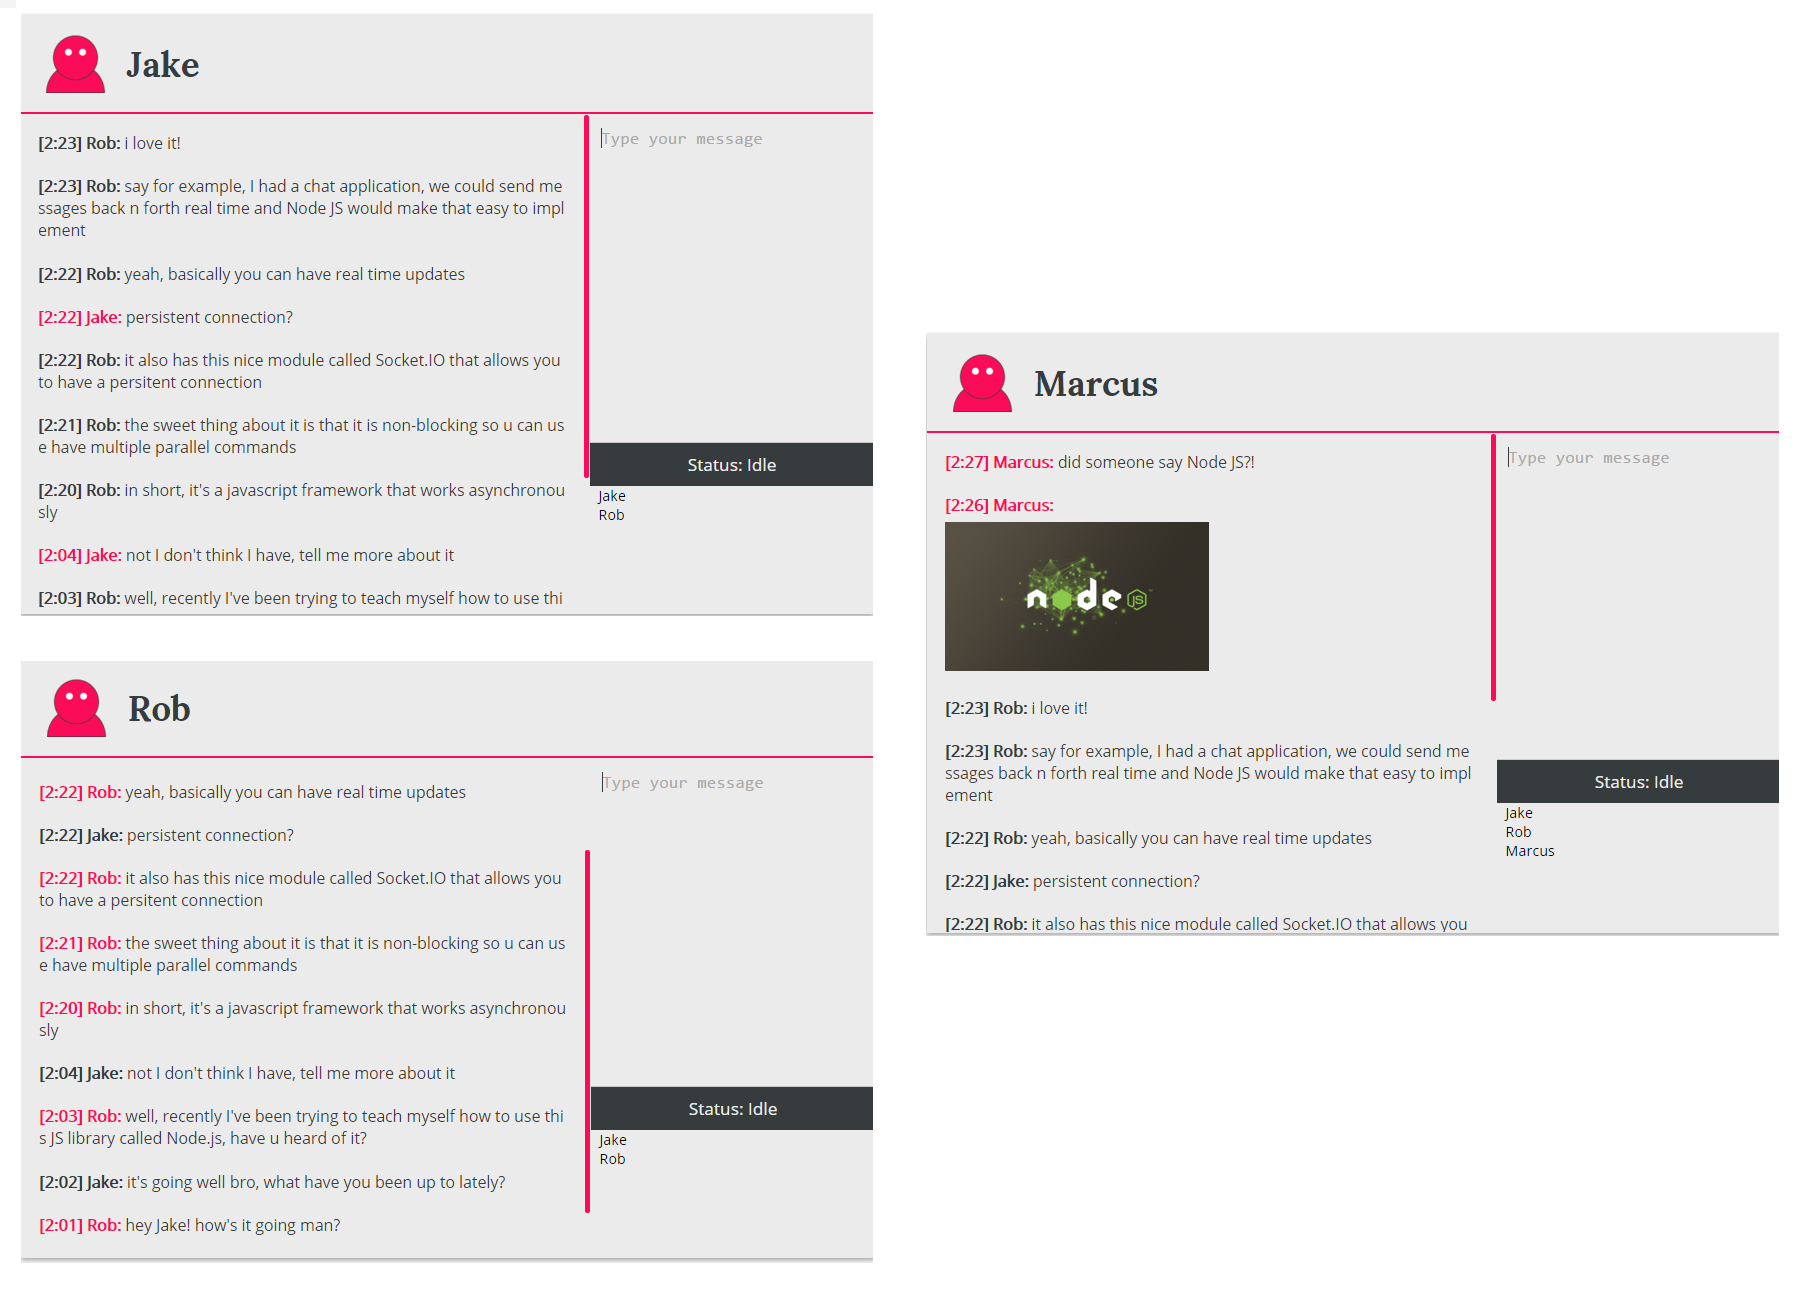 Jake
[2:23] Rob: i love it!
[2:23] Rob: say for example, I had a chat application, we could send me
ssages back n forth real time and Node JS would make that easy to impl
ement
[2:22] Rob: yeah, basically you can have real time updates
[2:22] Jake: persistent connection?
[2:22] Rob: it also has this nice module called Socket.IO that allows you
to have a persitent connection
[2:21] Rob: the sweet thing about it is that it is non-blocking so u can us
e have multiple parallel commands
[2:20] Rob: in short, it's a javascript framework that works asynchronou
sly
[2:04] Jake: not I don't think I have, tell me more about it
[2:03] Rob: well, recently I've been trying to teach myself how to use thi
Type your message
Status: Idle
Jake
Rob
Rob
[2:22] Rob: yeah, basically you can have real time updates
[2:22] Jake: persistent connection?
[2:22] Rob: it also has this nice module called Socket.IO that allows you
to have a persitent connection
[2:21] Rob: the sweet thing about it is that it is non-blocking so u can us
e have multiple parallel commands
[2:20] Rob: in short, it's a javascript framework that works asynchronou
sly
[2:04] Jake: not I don't think I have, tell me more about it
[2:03] Rob: well, recently I've been trying to teach myself how to use thi
s JS library called Node.js, have u heard of it?
[2:02] Jake: it's going well bro, what have you been up to lately?
[2:01] Rob: hey Jake! how's it going man?
Type your message
Status: Idle
Jake
Rob
Marcus
[2:27] Marcus: did someone say Node JS?!
[2:26] Marcus:
node JS
[2:23] Rob: i love it!
[2:23] Rob: say for example, I had a chat application, we could send me
ssages back n forth real time and Node JS would make that easy to impl
ement
[2:22] Rob: yeah, basically you can have real time updates
[2:22] Jake: persistent connection?
[2:22] Rob: it also has this nice module called Socket.IO that allows you
Type your message
Status: Idle
Jake
Rob
Marcus